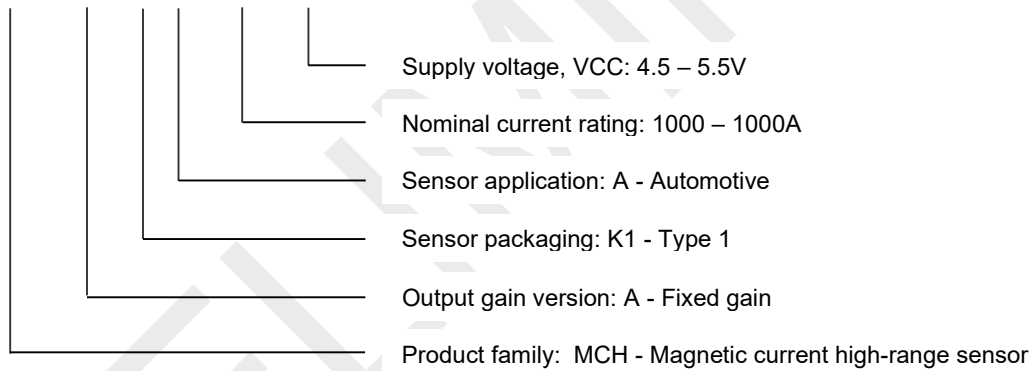 Supply voltage, VCC: 4.5 – 5.5V
Nominal current rating: 1000 – 1000A
Sensor application: A - Automotive
Sensor packaging: K1 - Type 1
Output gain version: A - Fixed gain
Product family: MCH - Magnetic current high-range sensor